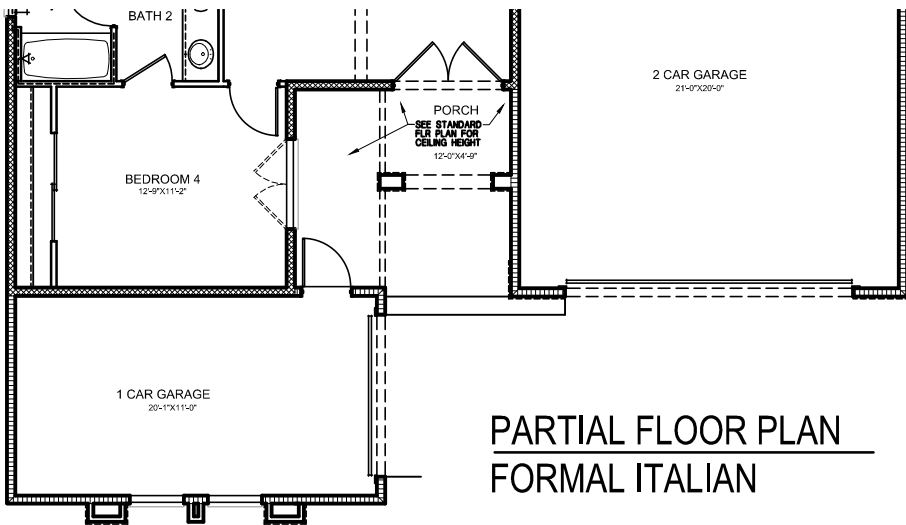 BATH 2
2 CAR GARAGE
21'-0"X20'-0"
PORCH
SEE STANDARD
FLR PLAN FOR
CEILING HEIGHT
12'-0"X4'-9"
BEDROOM 4
12'-9"X11'-2"
1 CAR GARAGE
20'-1"X11'-0"
PARTIAL FLOOR PLAN
FORMAL ITALIAN